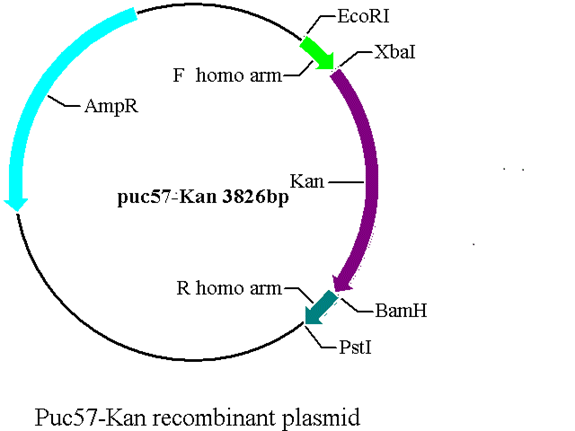 EcoRI
XbaI
F homo arm
AmpR
Kan
puc57-Kan 3826bp
R homo arm
BamH
PstI
Puc57-Kan recombinant plasmid